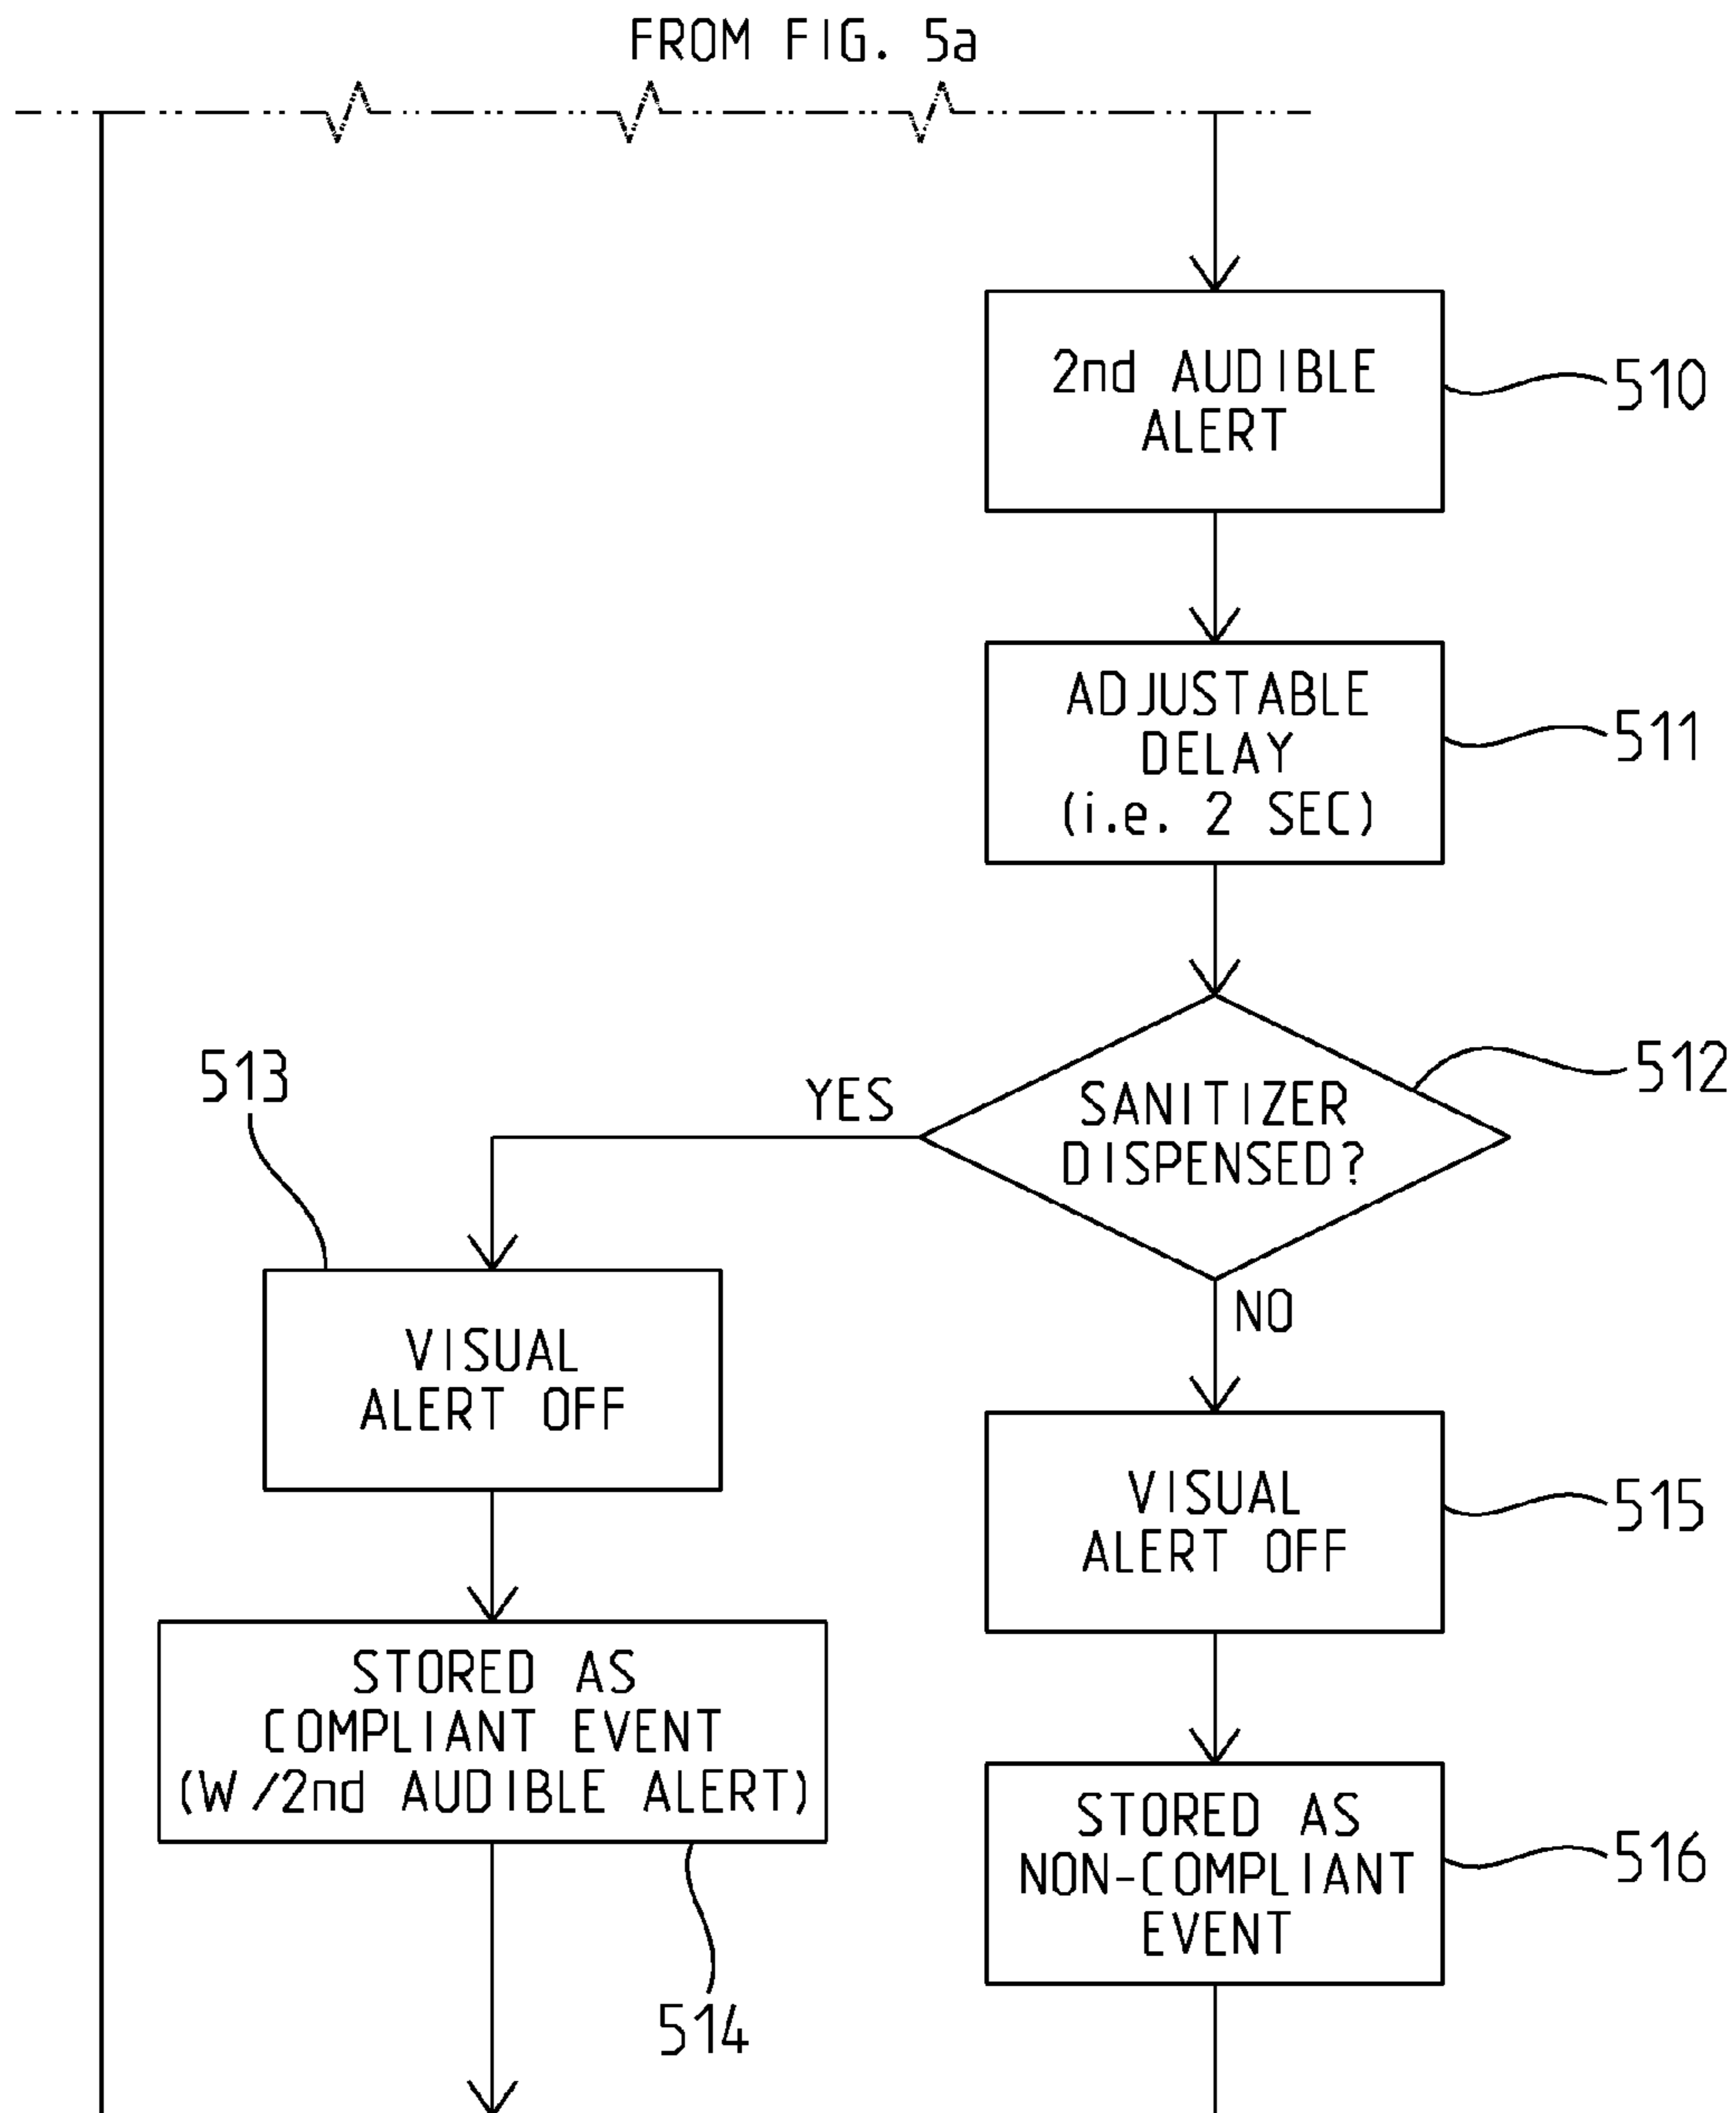 FROM FIG. 5a
2nd AUDIBLE
ALERT
510
ADJUSTABLE
DELAY
(i.e. 2 SEC)
511
SANITIZER
DISPENSED?
512
YES
NO
513
VISUAL
ALERT OFF
VISUAL
ALERT OFF
515
STORED AS
COMPLIANT EVENT
(W/2nd AUDIBLE ALERT)
514
STORED AS
NON-COMPLIANT
EVENT
516